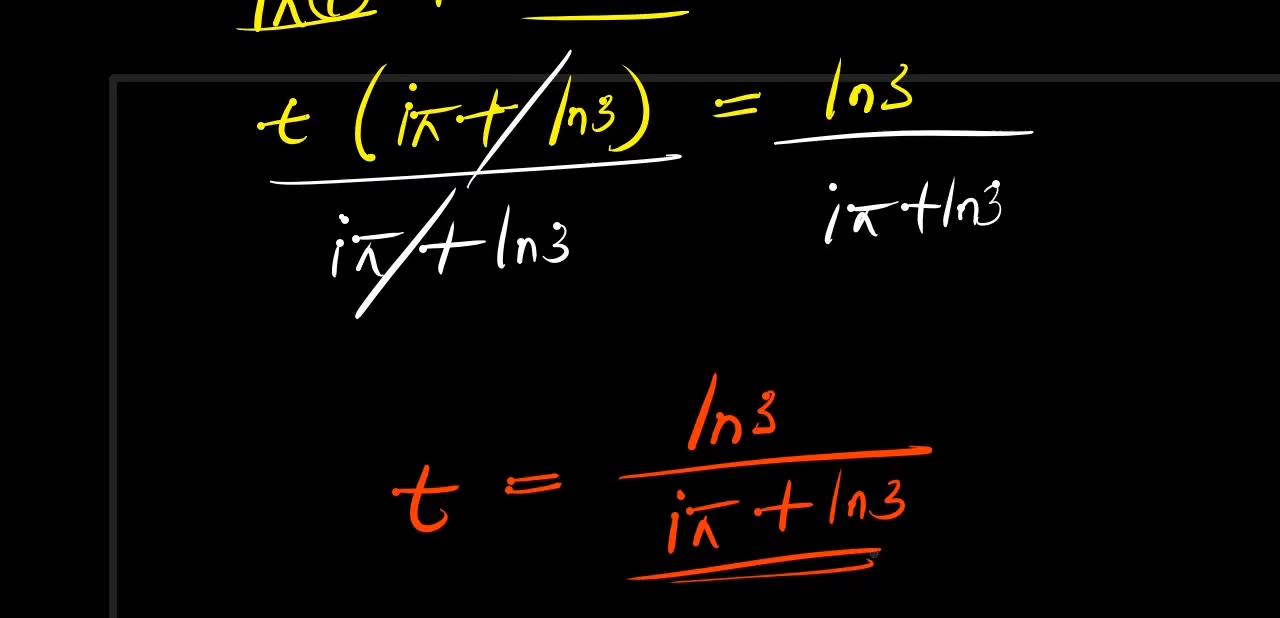 t (iπ + ln3) = ln3
iπ + ln3 iπ + ln3
t = ln3
iπ + ln3